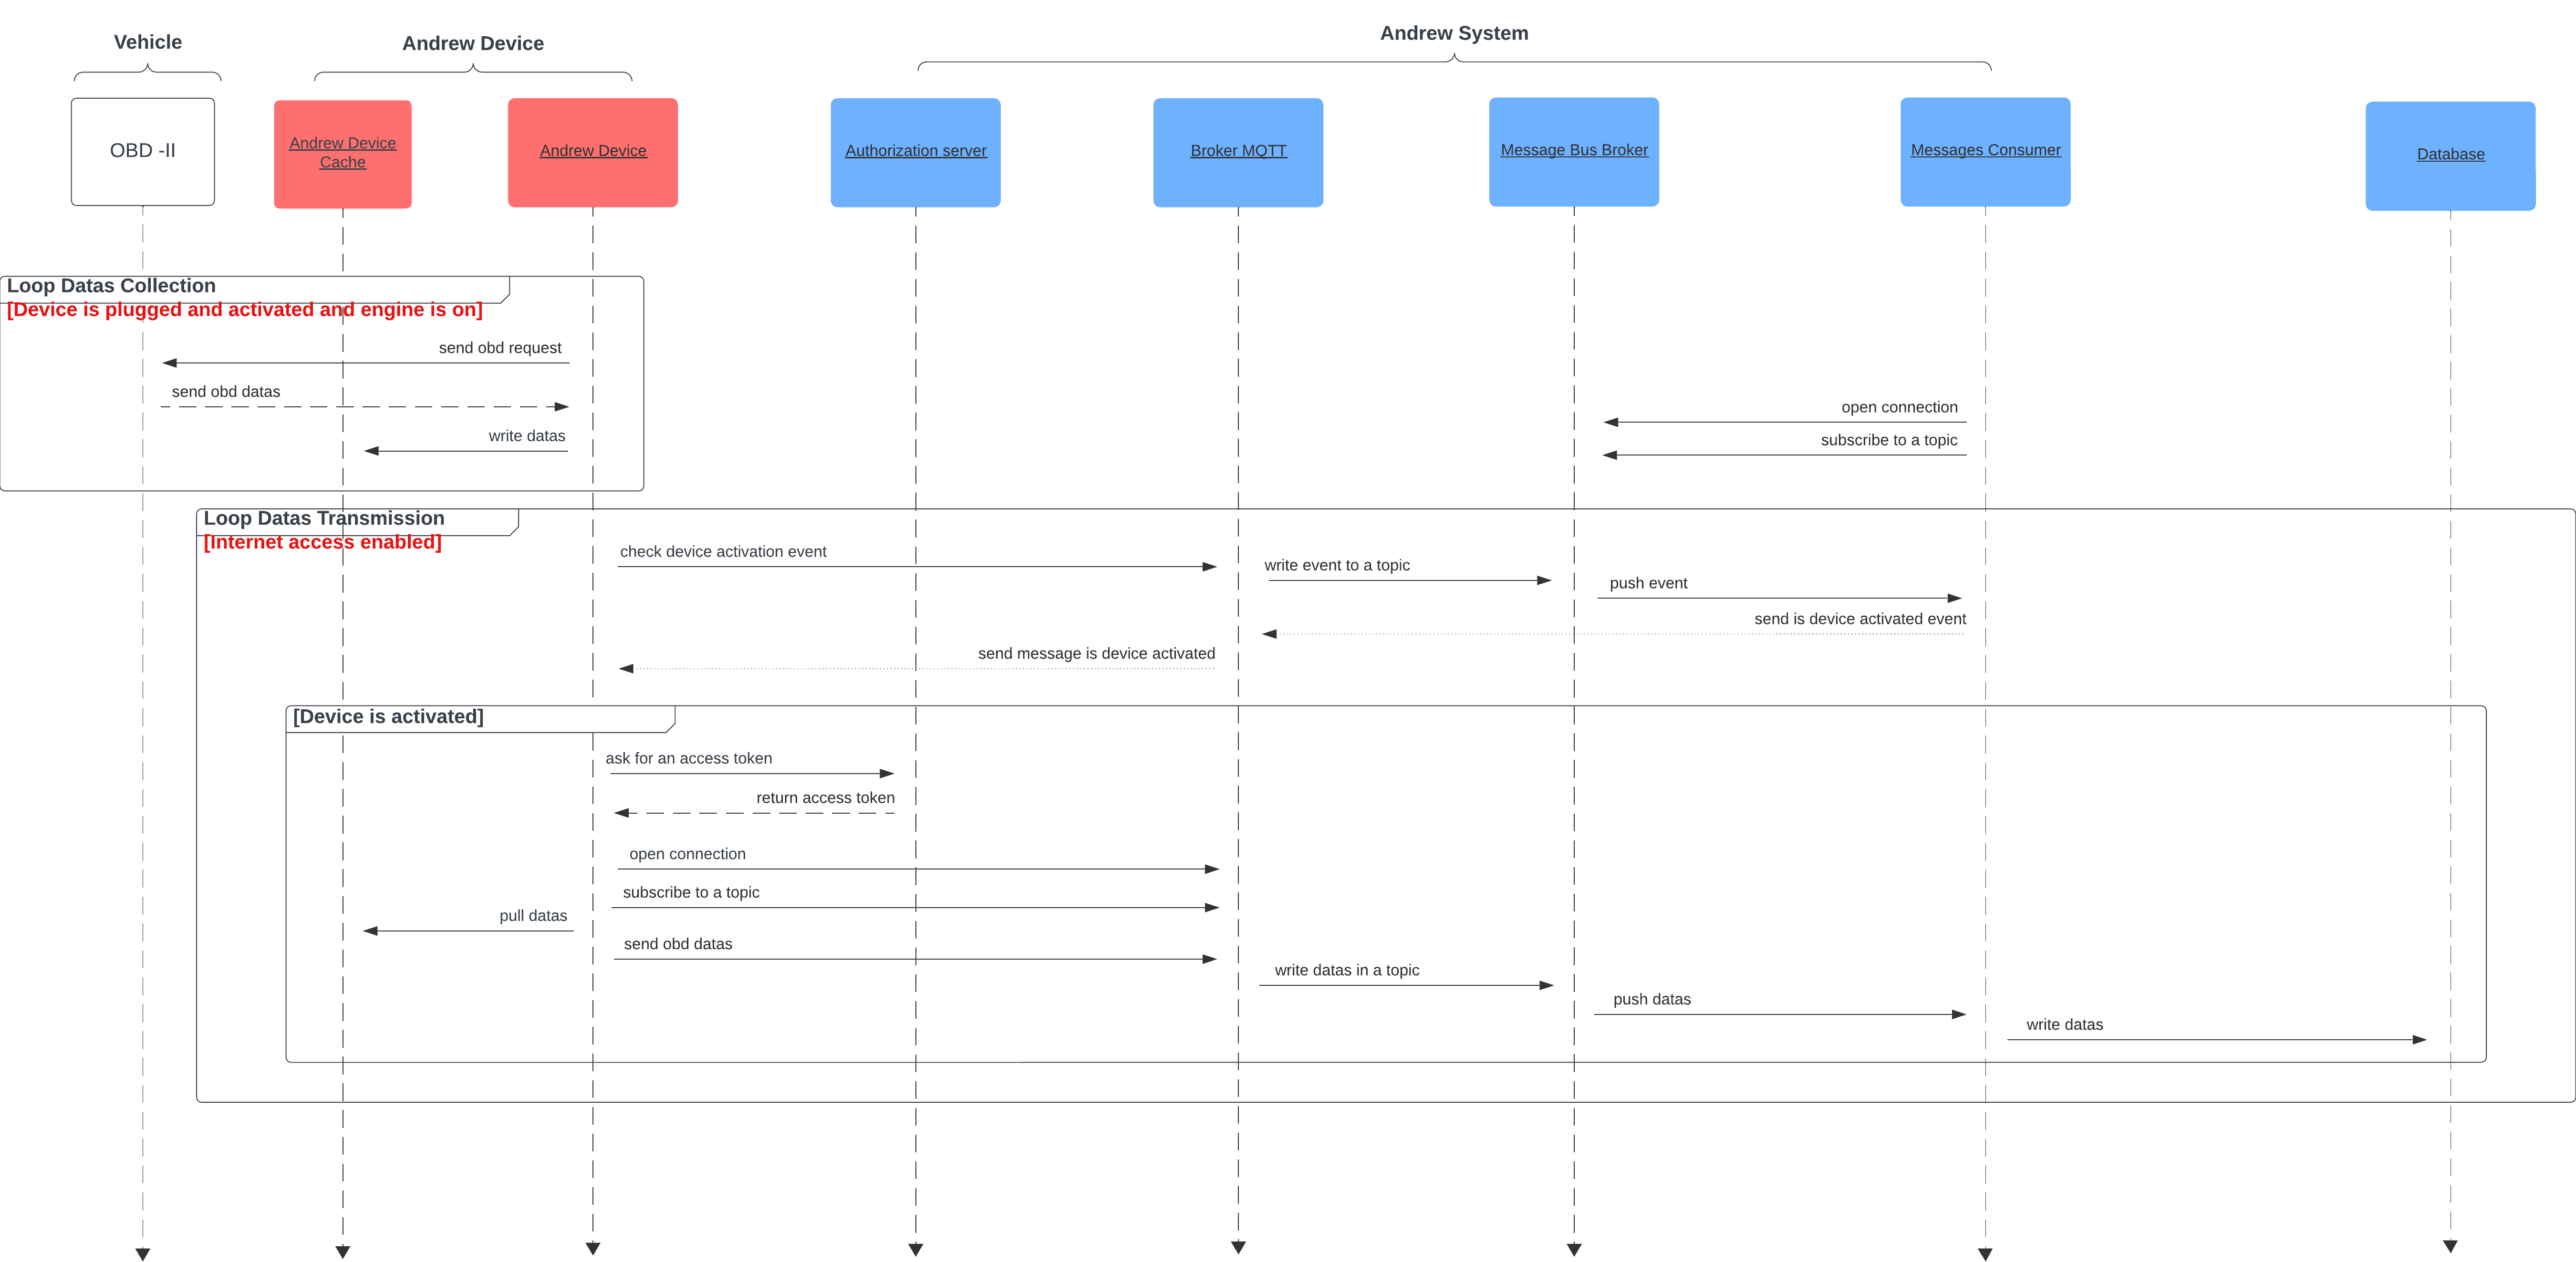 Vehicle
Andrew Device
Andrew System
OBD -II
Andrew Device
Cache
Andrew Device
Authorization server
Broker MQTT
Message Bus Broker
Messages Consumer
Database
Loop Datas Collection
[Device is plugged and activated and engine is on]
send obd request
send obd datas
write datas
open connection
subscribe to a topic
Loop Datas Transmission
[Internet access enabled]
check device activation event
write event to a topic
push event
send is device activated event
send message is device activated
[Device is activated]
ask for an access token
return access token
open connection
subscribe to a topic
pull datas
send obd datas
write datas in a topic
push datas
write datas